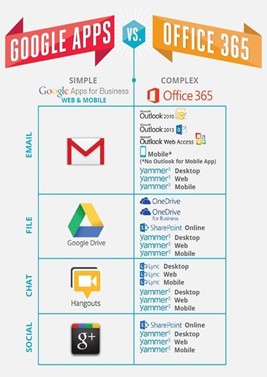 GOOGLE APPS
VS.
OFFICE 365
SIMPLE
Google Apps for Business
WEB & MOBILE
COMPLEX
Office 365
EMAIL
Microsoft
Outlook 2010
Microsoft
Outlook 2013
Microsoft
Outlook Web Access
Mobile*
(*No Outlook for Mobile App)
yammer Desktop
yammer Web
yammer Mobile
FILE
Google Drive
OneDrive
OneDrive
for Business
SharePoint Online
yammer Desktop
yammer Web
yammer Mobile
CHAT
Hangouts
Lync Desktop
Lync Web
Lync Mobile
yammer Desktop
yammer Web
yammer Mobile
SOCIAL
g+
SharePoint Online
yammer Desktop
yammer Web
yammer Mobile